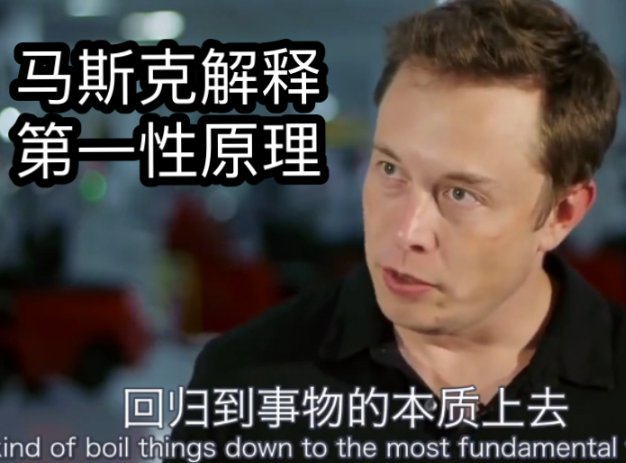 马斯克解释
第一性原理
回归到事物的本质上去
kind of boil things down to the most fundamental